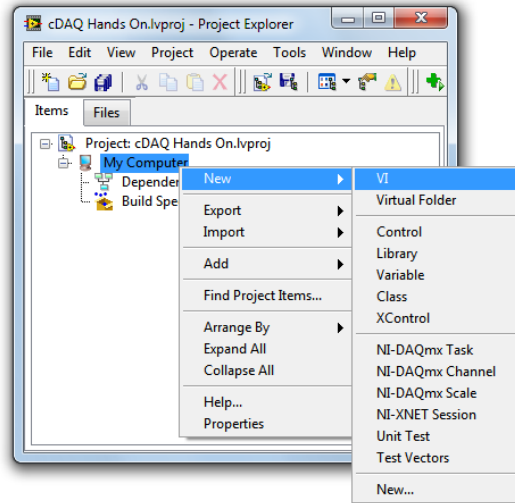 cDAQ Hands On.lvproj - Project Explorer
File Edit View Project Operate Tools Window Help
Items Files
Project: cDAQ Hands On.lvproj
My Computer
Build Spe
New
Export
Import
Add
Find Project Items...
Arrange By
Expand All
Collapse All
Help...
Properties
VI
Virtual Folder
Control
Library
Variable
Class
XControl
NI-DAQmx Task
NI-DAQmx Channel
NI-DAQmx Scale
NI-XNET Session
Unit Test
Test Vectors
New...